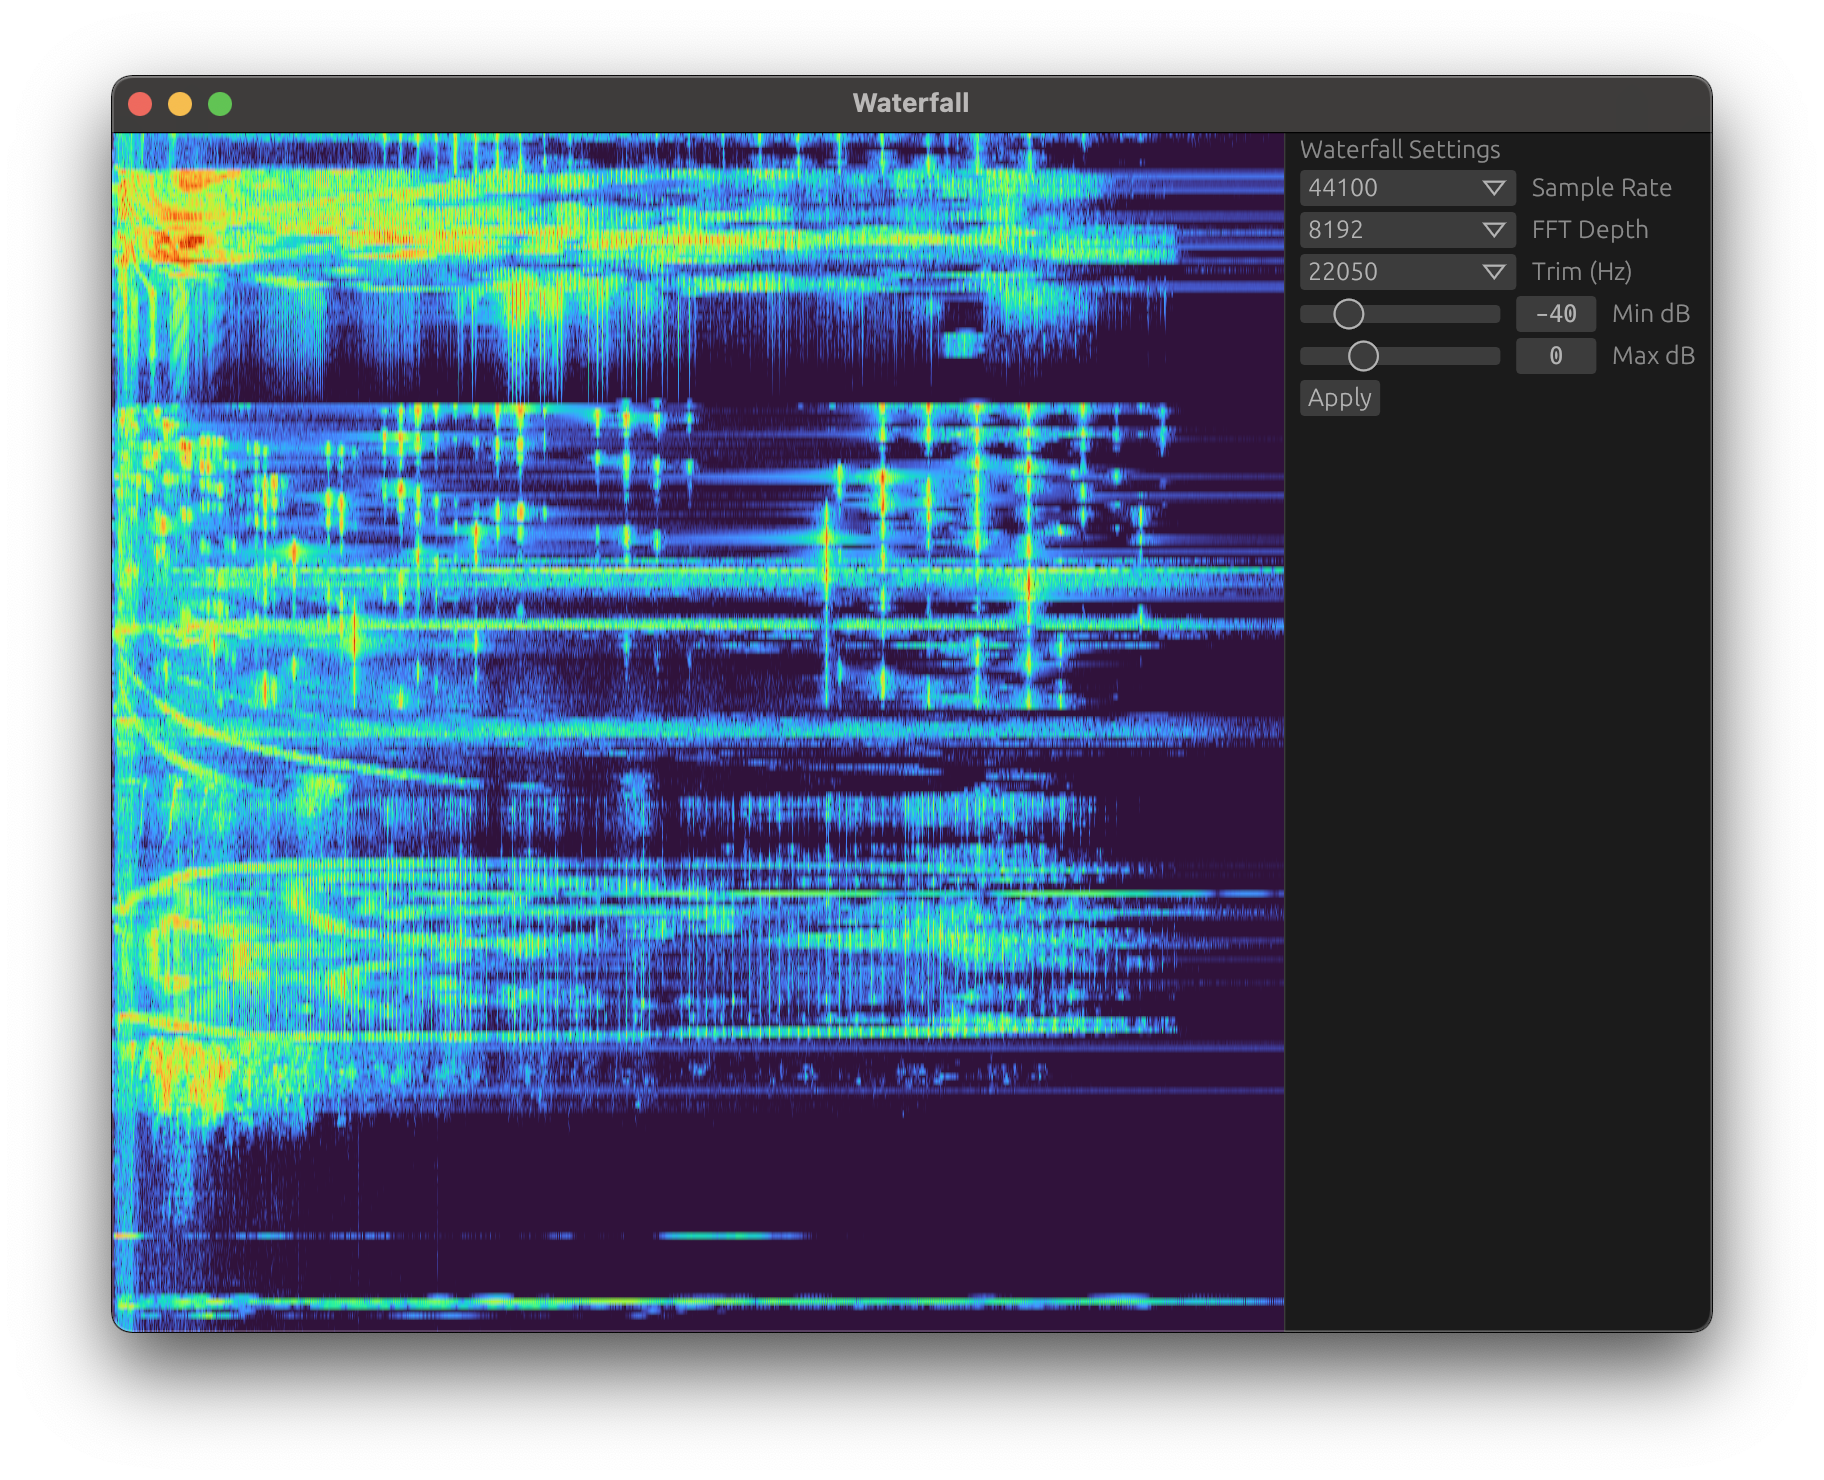 Waterfall
Waterfall Settings
44100 Sample Rate
8192 FFT Depth
22050 Trim (Hz)
-40 Min dB
0 Max dB
Apply